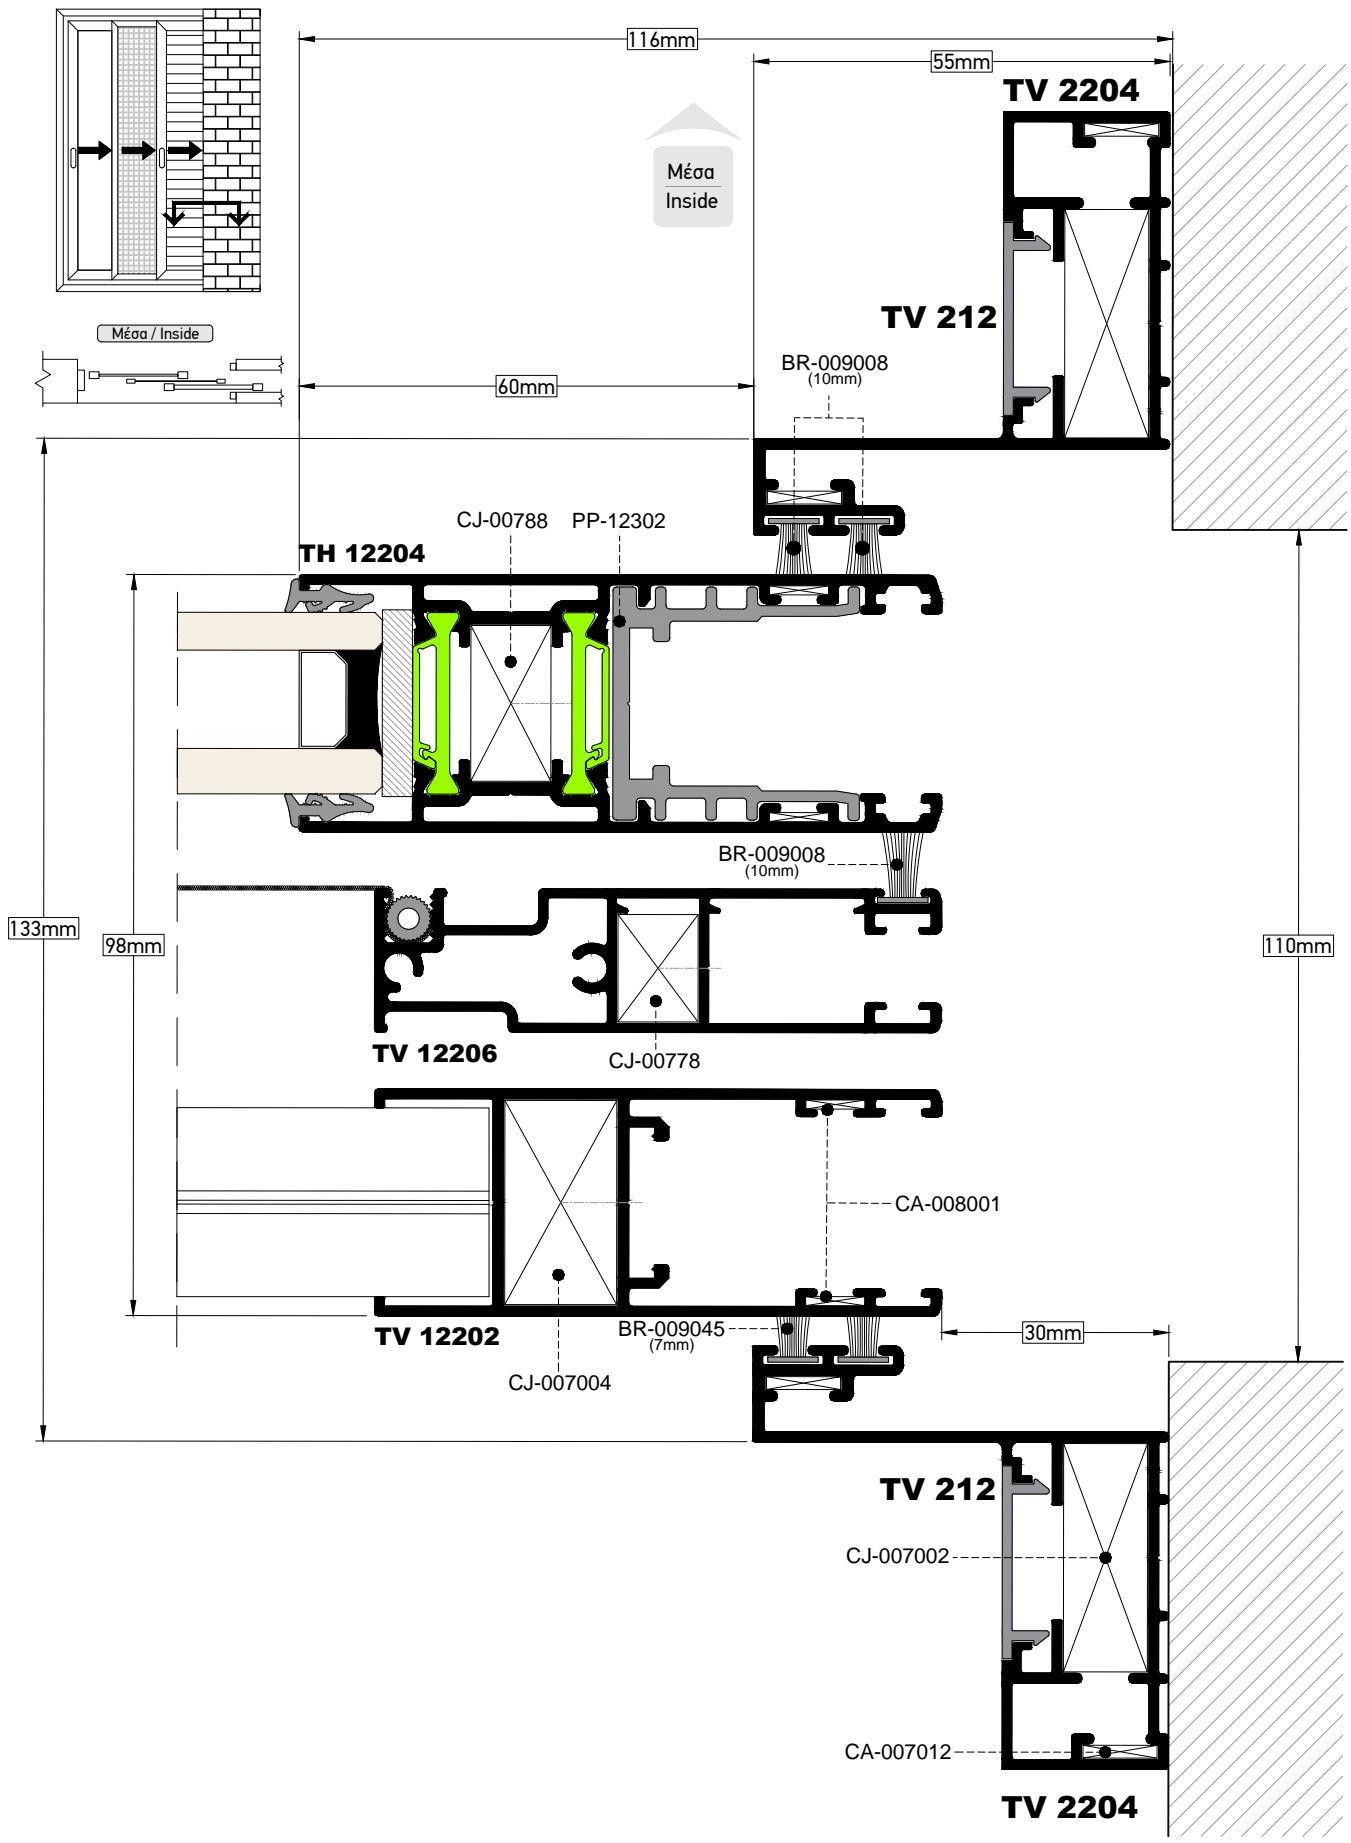 116mm
55mm
TV 2204
Μέσα
Inside
TV 212
Μέσα / Inside
BR-009008
(10mm)
60mm
CJ-00788
PP-12302
TH 12204
BR-009008
(10mm)
133mm
98mm
110mm
TV 12206
CJ-00778
CA-008001
TV 12202
BR-009045
(7mm)
30mm
CJ-007004
TV 212
CJ-007002
CA-007012
TV 2204